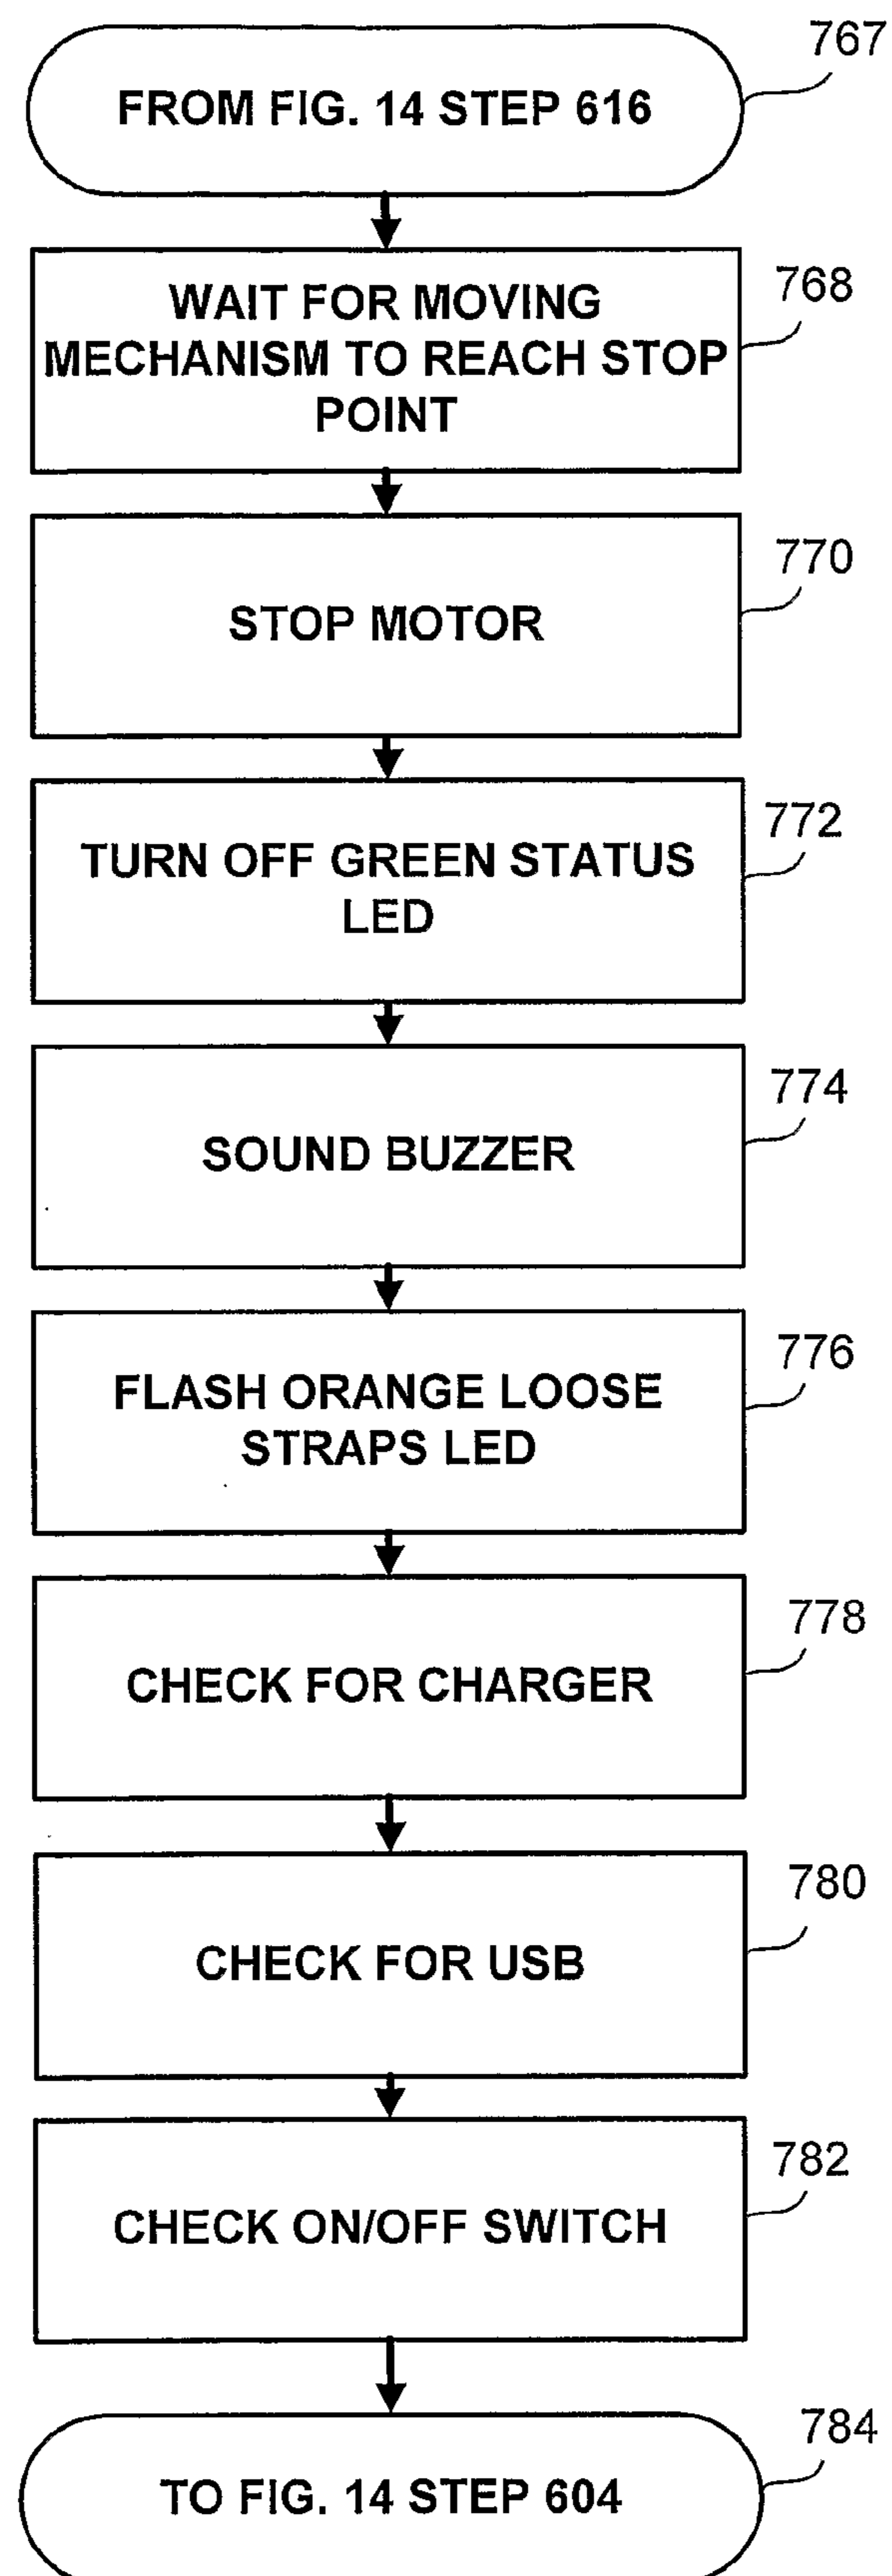 767
FROM FIG. 14 STEP 616
768
WAIT FOR MOVING
MECHANISM TO REACH STOP
POINT
770
STOP MOTOR
772
TURN OFF GREEN STATUS
LED
774
SOUND BUZZER
776
FLASH ORANGE LOOSE
STRAPS LED
778
CHECK FOR CHARGER
780
CHECK FOR USB
782
CHECK ON/OFF SWITCH
784
TO FIG. 14 STEP 604